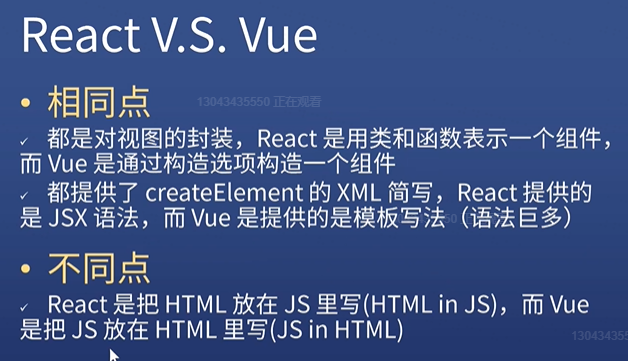 React V.S. Vue
• 相同点
13043435550 正在观看
✓ 都是对视图的封装，React 是用类和函数表示一个组件，
而 Vue 是通过构造选项构造一个组件
✓ 都提供了 createElement 的 XML 简写，React 提供的
是 JSX 语法，而 Vue 是提供的是模板写法（语法巨多）
• 不同点
✓ React 是把 HTML 放在 JS 里写(HTML in JS)，而 Vue
是把 JS 放在 HTML 里写(JS in HTML)